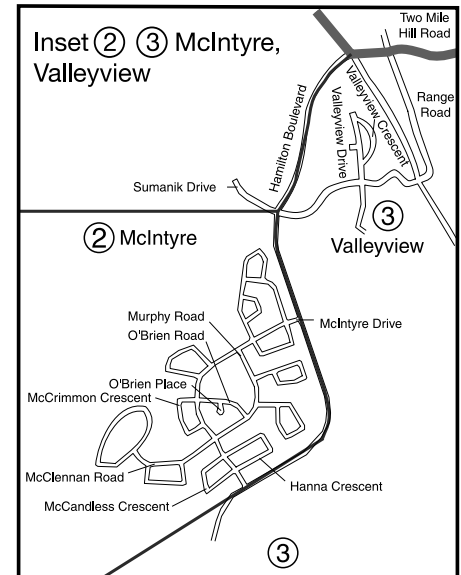 Inset ② ③ McIntyre,
Valleyview
Two Mile
Hill Road
Range
Road
Valleyview Crescent
Valleyview Drive
Hamilton Boulevard
Sumanik Drive
③
Valleyview
② McIntyre
Murphy Road
McIntyre Drive
O'Brien Road
O'Brien Place
McCrimmon Crescent
McClennan Road
Hanna Crescent
McCandless Crescent
③